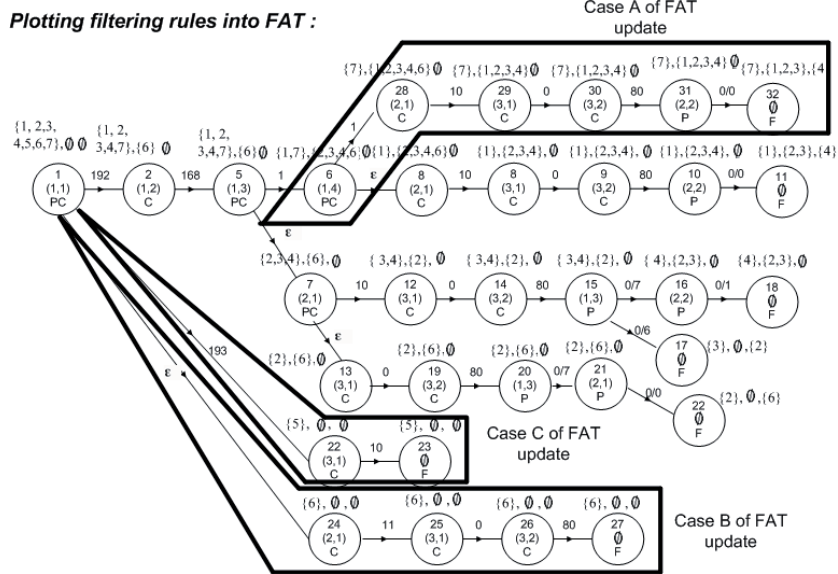 Plotting filtering rules into FAT :
Case A of FAT
update
{7},{1,2,3,4,6}∅ {7},{1,2,3,4}∅ {7},{1,2,3,4}∅ {7},{1,2,3,4}∅ {7},{1,2,3},{4
28 10 29 0 30 80 31 0/0 32
(2,1) (3,1) (3,2) (2,2) ∅
C C C P F
1
{1, 2,3,
4,5,6,7},∅ ∅
{1, 2,
3,4,7},{6}∅
{1, 2,
3,4,7},{6}∅ {1,7},{2,3,4,6}∅ {1},{2,3,4,6}∅ {1},{2,3,4},∅ {1},{2,3,4},∅ {1},{2,3,4},∅ {1},{2,3},{4}
1 192 2 168 5 1 6 ε 8 10 8 0 9 80 10 0/0 11
(1,1) (1,2) (1,3) (1,4) (2,1) (3,1) (3,2) (2,2) ∅
PC C PC PC C C C P F
ε
{2,3,4},{6},∅ { 3,4},{2}, ∅ { 3,4},{2}, ∅ { 3,4},{2}, ∅ { 4},{2,3}, ∅ {4},{2,3},∅
7 10 12 0 14 80 15 0/7 16 0/1 18
(2,1) (3,1) (3,2) (1,3) (2,2) ∅
PC C C P P F
0/6
17
∅
F
{3}, ∅,{2}
ε
{2},{6},∅ {2},{6},∅ {2},{6},∅ {2},{6},∅
13 0 19 80 20 0/7 21 0/0 22
(3,1) (3,2) (1,3) (2,1) ∅
C C P P F
{2}, ∅,{6}
193
ε
{5}, ∅, ∅ {5}, ∅, ∅
22 10 23
(3,1) ∅
C F
Case C of FAT
update
{6}, ∅,∅ {6}, ∅, ∅ {6}, ∅, ∅ {6}, ∅, ∅
24 11 25 0 26 80 27
(2,1) (3,1) (3,2) ∅
C C C F
Case B of FAT
update